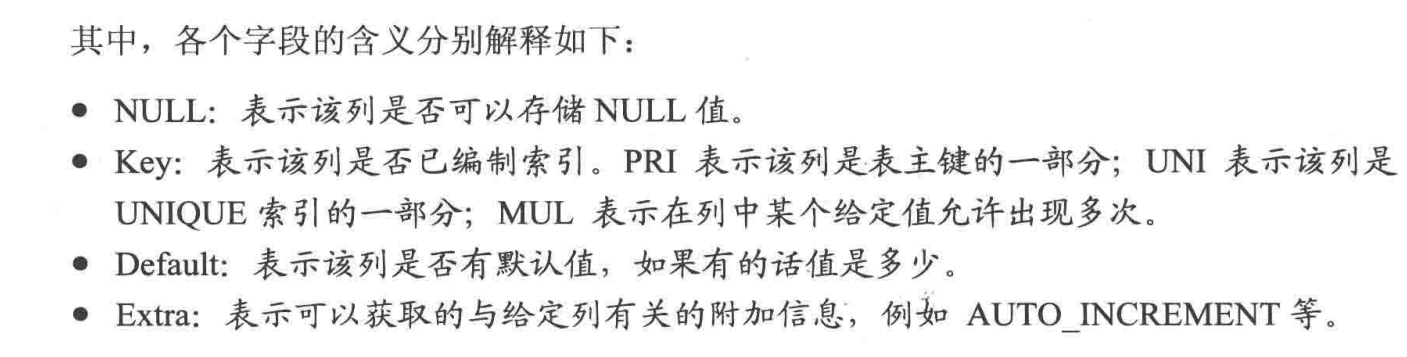 其中，各个字段的含义分别解释如下：
● NULL：表示该列是否可以存储 NULL 值。
● Key：表示该列是否已编制索引。PRI 表示该列是表主键的一部分；UNI 表示该列是
UNIQUE 索引的一部分；MUL 表示在列中某个给定值允许出现多次。
● Default：表示该列是否有默认值，如果有的话值是多少。
● Extra：表示可以获取的与给定列有关的附加信息，例如 AUTO_INCREMENT 等。